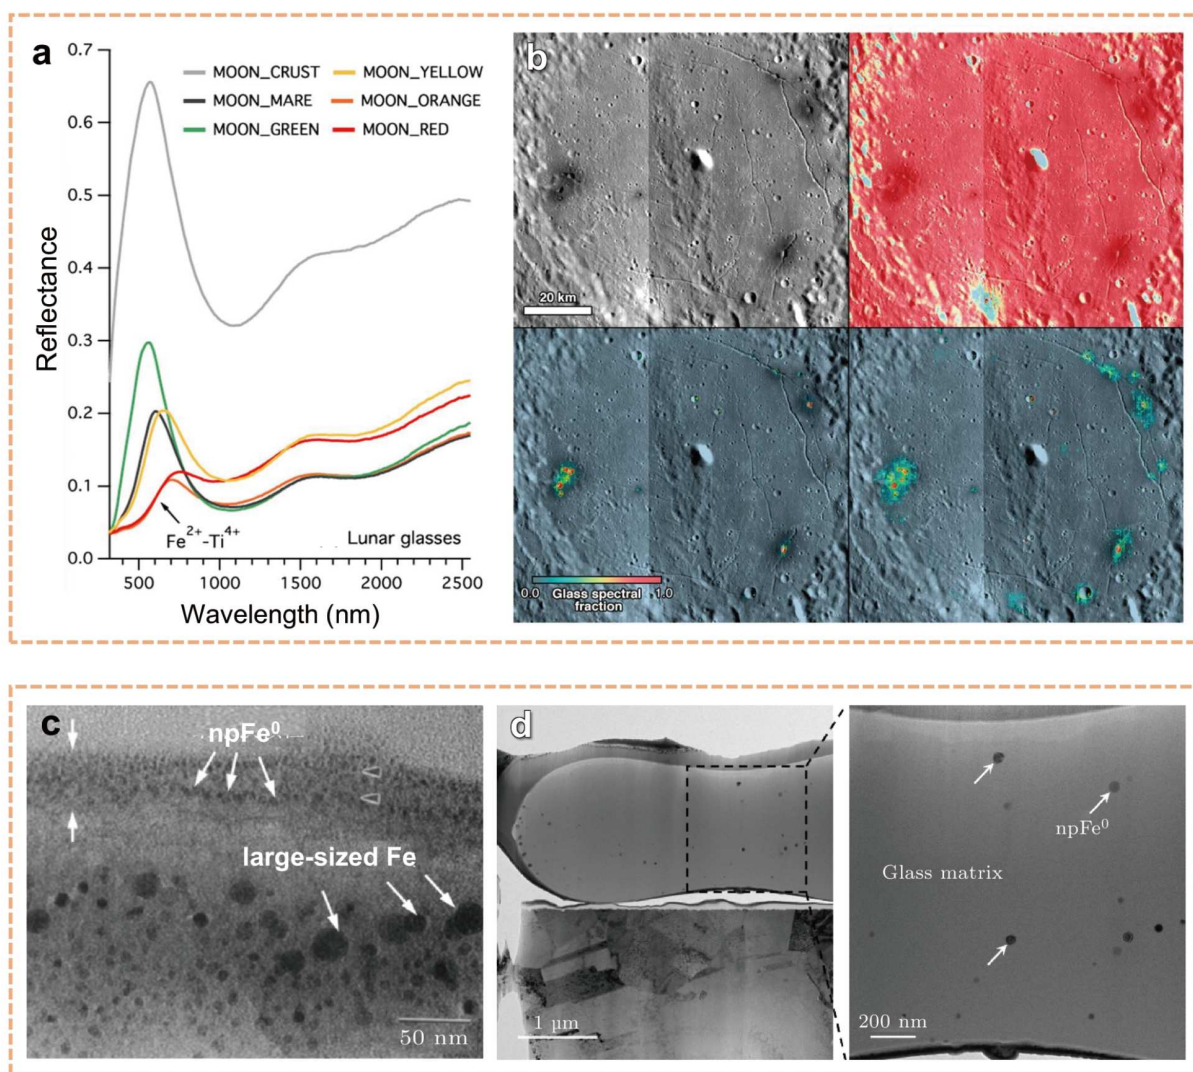 a
0.7
0.6
0.5
0.4
0.3
0.2
0.1
0.0
Reflectance
MOON_CRUST
MOON_YELLOW
MOON_MARE
MOON_ORANGE
MOON_GREEN
MOON_RED
Fe2+-Ti4+
Lunar glasses
500
1000
1500
2000
2500
Wavelength (nm)
b
20 km
0.0
1.0
Glass spectral
fraction
c
npFe0
large-sized Fe
50 nm
d
1 µm
npFe0
Glass matrix
200 nm